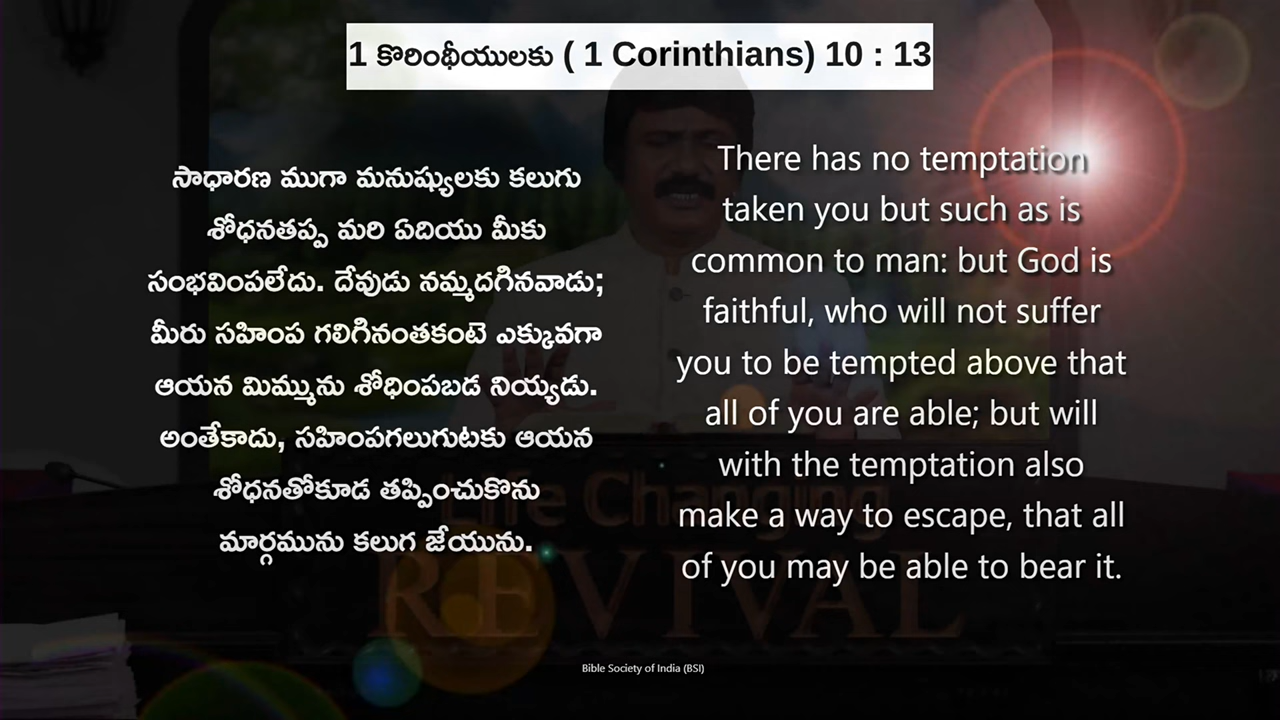 1 కొరింథీయులకు ( 1 Corinthians) 10 : 13
సాధారణ ముగా మనుష్యులకు కలుగు
శోధనతప్ప మరి ఏదియు మీకు
సంభవింపలేదు. దేవుడు నమ్మదగినవాడు;
మీరు సహింప గలిగినంతకంటె ఎక్కువగా
ఆయన మిమ్మును శోధింపబడ నియ్యడు.
అంతేకాదు, సహింపగలుగుటకు ఆయన
శోధనతోకూడ తప్పించుకొను
మార్గమును కలుగ జేయును.
There has no temptation
taken you but such as is
common to man: but God is
faithful, who will not suffer
you to be tempted above that
all of you are able; but will
with the temptation also
make a way to escape, that all
of you may be able to bear it.
Life Changing
REVIVAL
Bible Society of India (BSI)